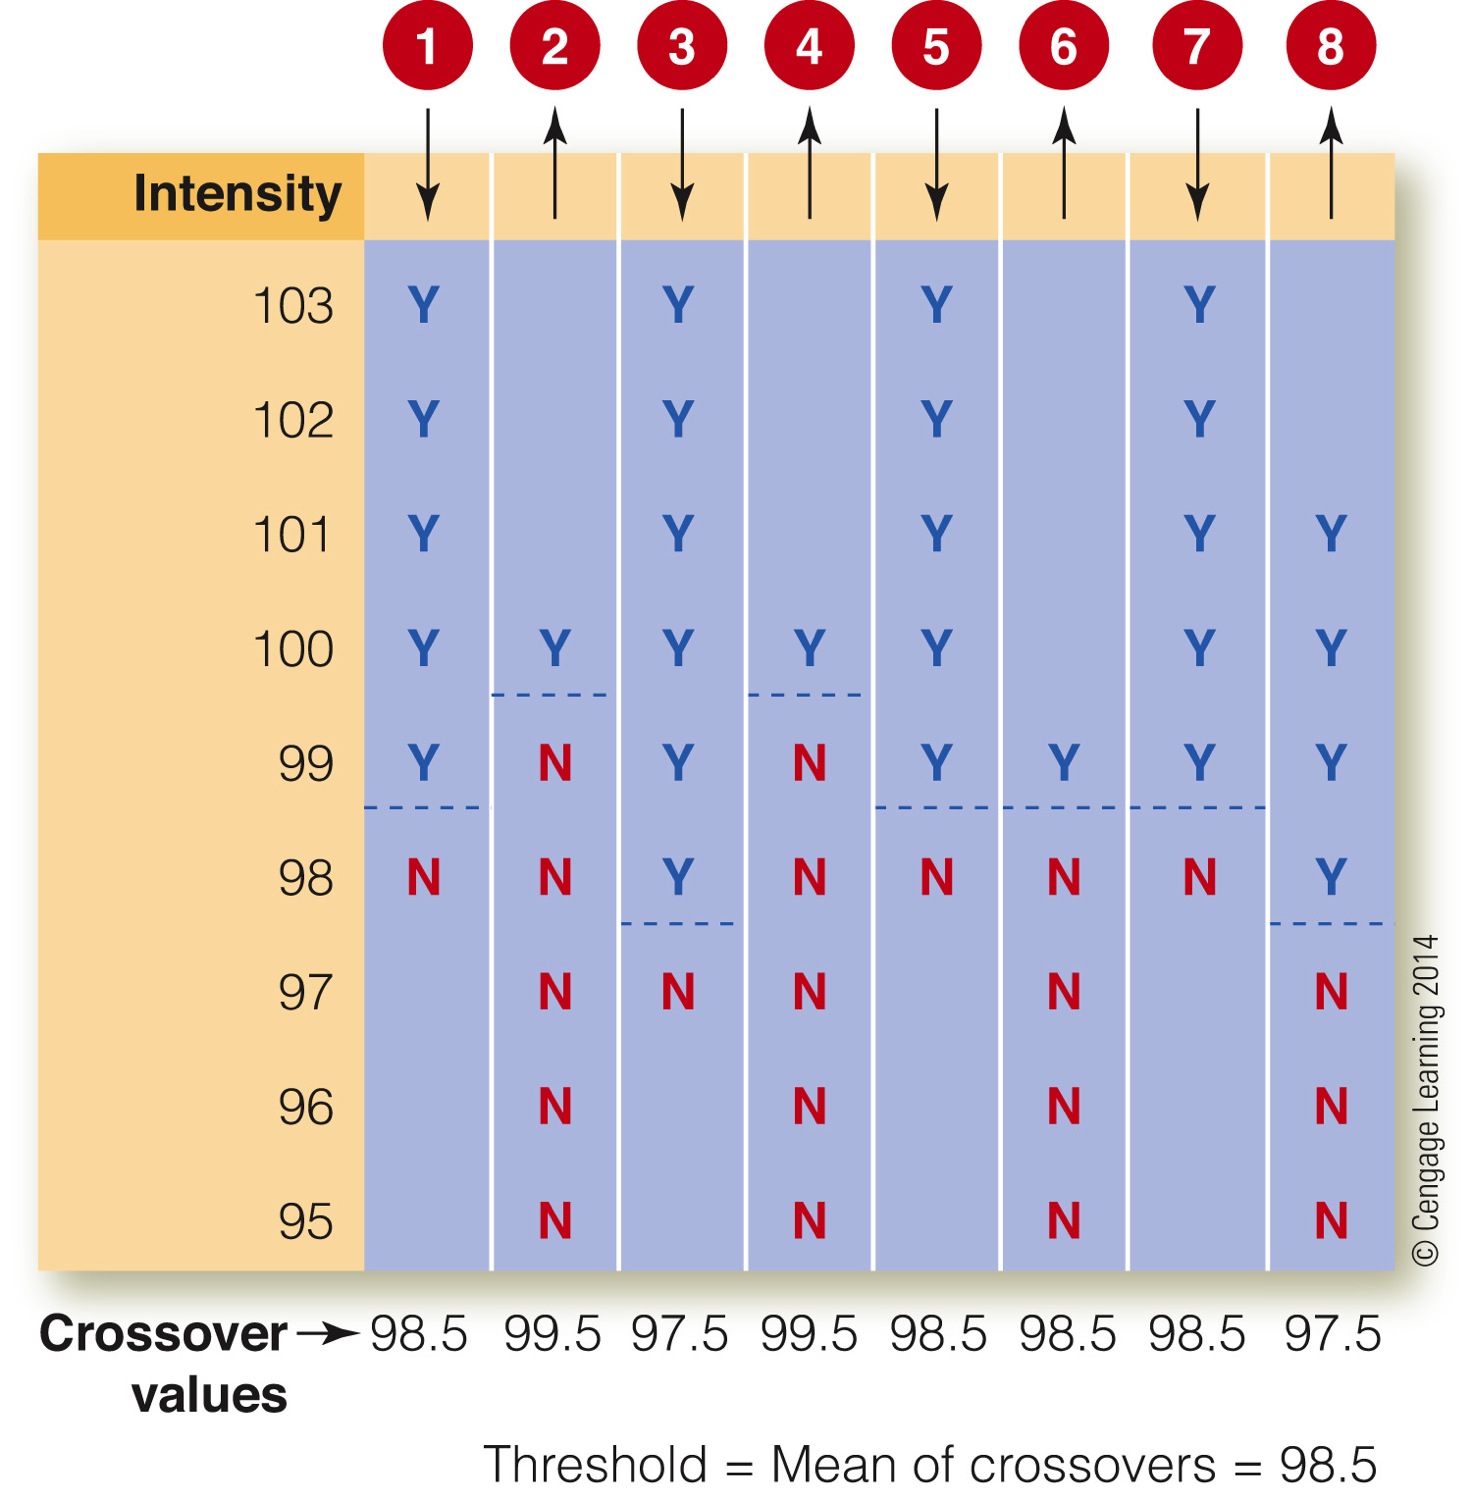 1 2 3 4 5 6 7 8
Intensity
103 Y Y Y Y
102 Y Y Y Y
101 Y Y Y Y Y
100 Y Y Y Y Y Y Y
99 Y N Y N Y Y Y Y
98 N N Y N N N N Y
97 N N N N N
96 N N N N
95 N N N N
Crossover → 98.5 99.5 97.5 99.5 98.5 98.5 98.5 97.5
values
Threshold = Mean of crossovers = 98.5
© Cengage Learning 2014